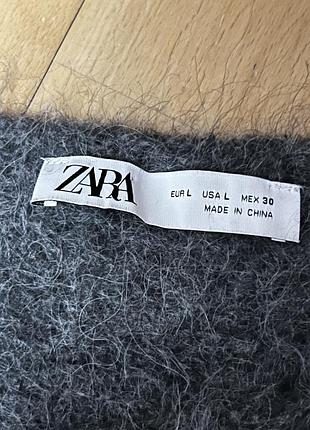 ZARA
EUR L USA L MEX 30
MADE IN CHINA